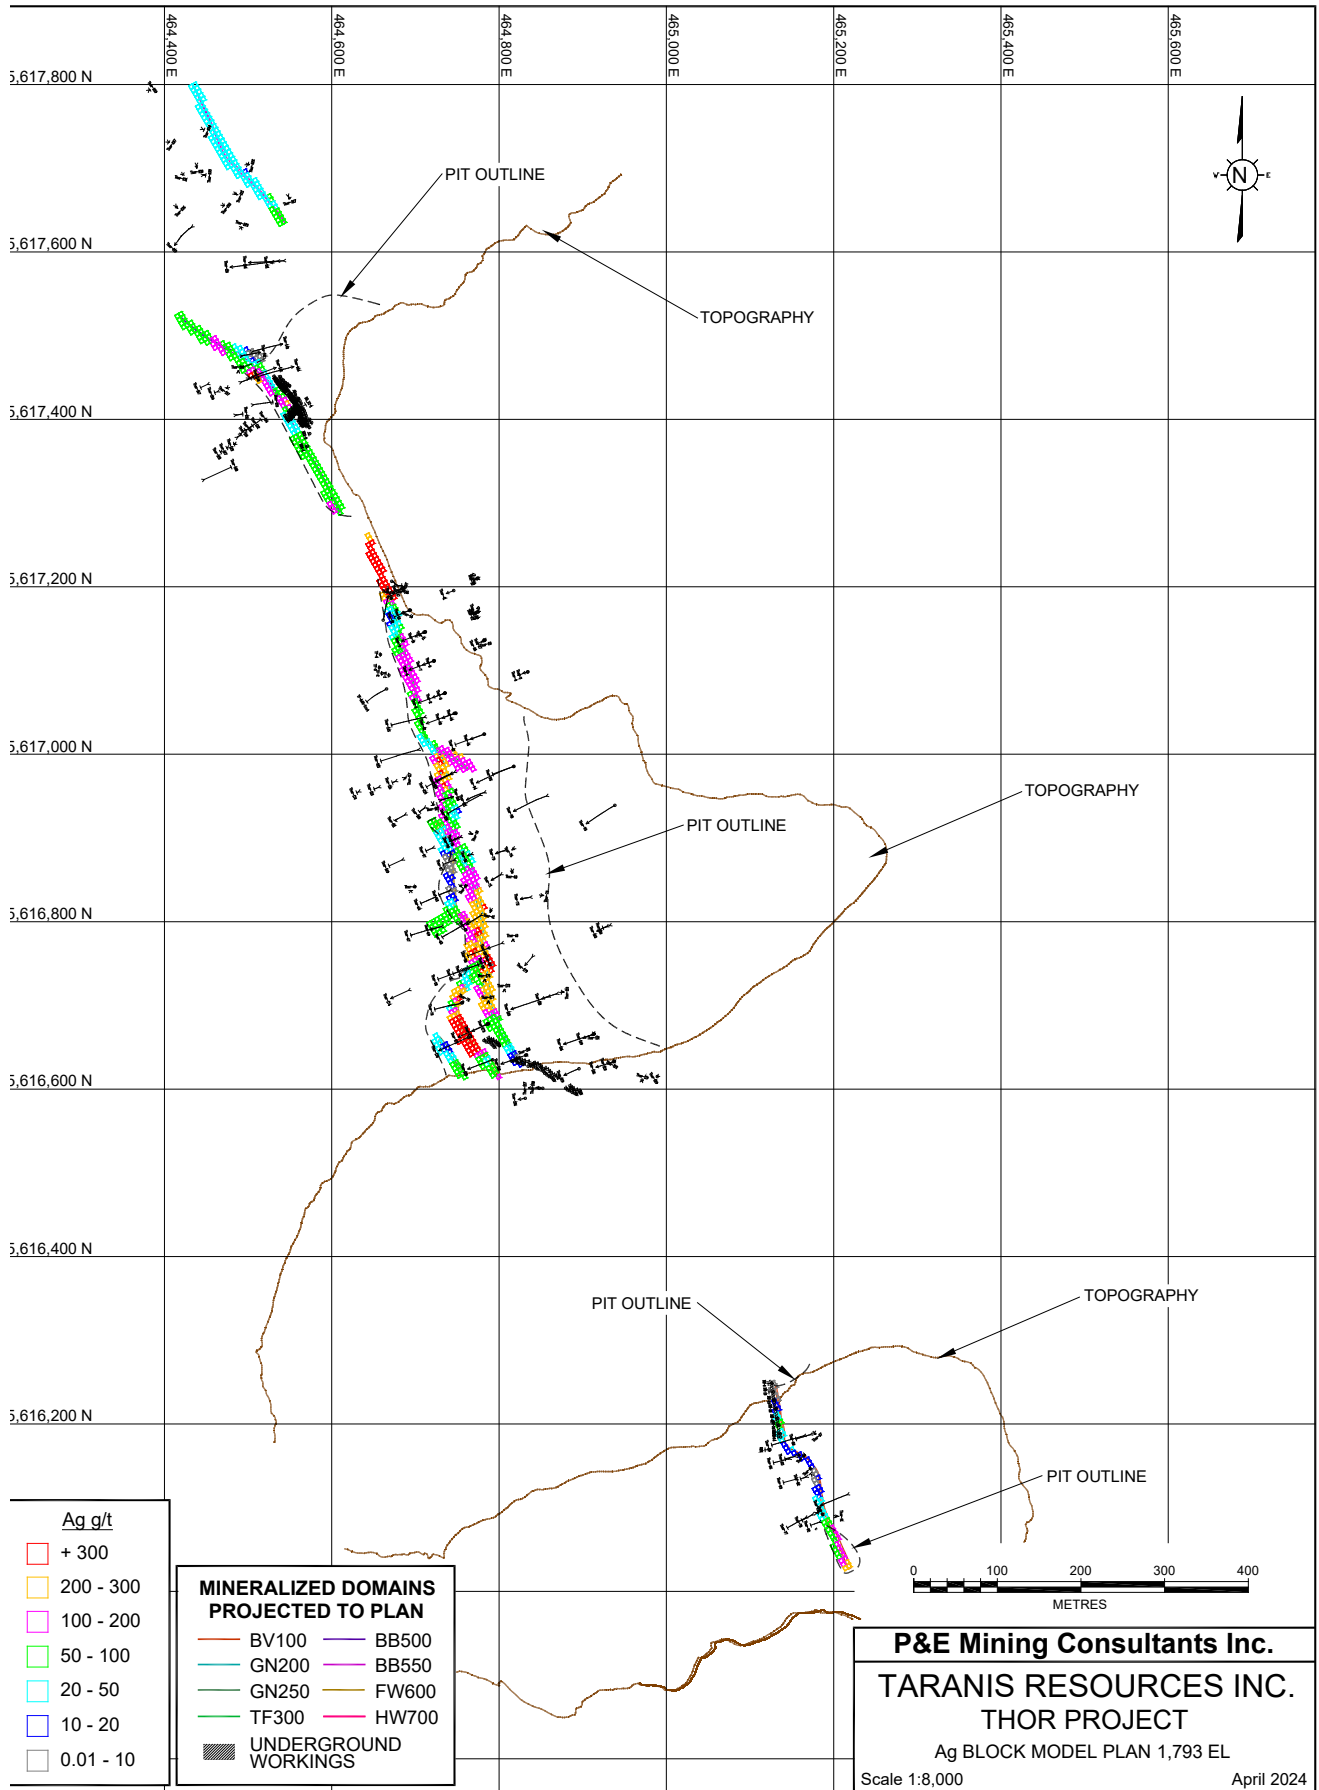 464,400 E
464,600 E
464,800 E
465,000 E
465,200 E
465,400 E
465,600 E
5,617,800 N
5,617,600 N
5,617,400 N
5,617,200 N
5,617,000 N
5,616,800 N
5,616,600 N
5,616,400 N
5,616,200 N
W N E
PIT OUTLINE
TOPOGRAPHY
TOPOGRAPHY
PIT OUTLINE
PIT OUTLINE
TOPOGRAPHY
PIT OUTLINE
Ag g/t
+ 300
200 - 300
100 - 200
50 - 100
20 - 50
10 - 20
0.01 - 10
MINERALIZED DOMAINS
PROJECTED TO PLAN
BV100 BB500
GN200 BB550
GN250 FW600
TF300 HW700
UNDERGROUND
WORKINGS
0 100 200 300 400
METRES
P&E Mining Consultants Inc.
TARANIS RESOURCES INC.
THOR PROJECT
Ag BLOCK MODEL PLAN 1,793 EL
Scale 1:8,000 April 2024